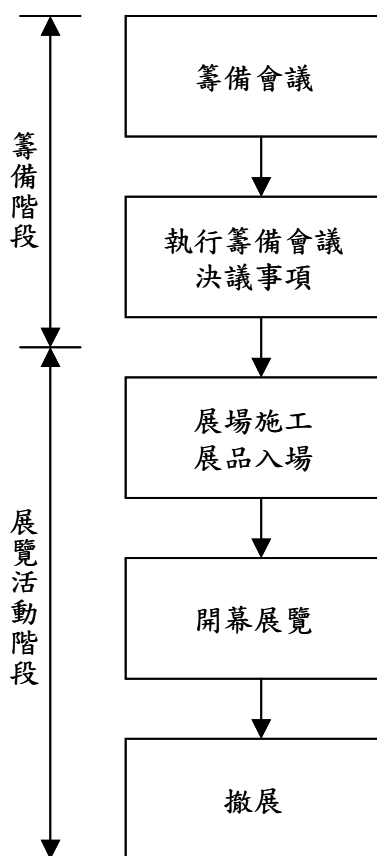 籌備階段
籌備會議
執行籌備會議
決議事項
展覽活動階段
展場施工
展品入場
開幕展覽
撤展